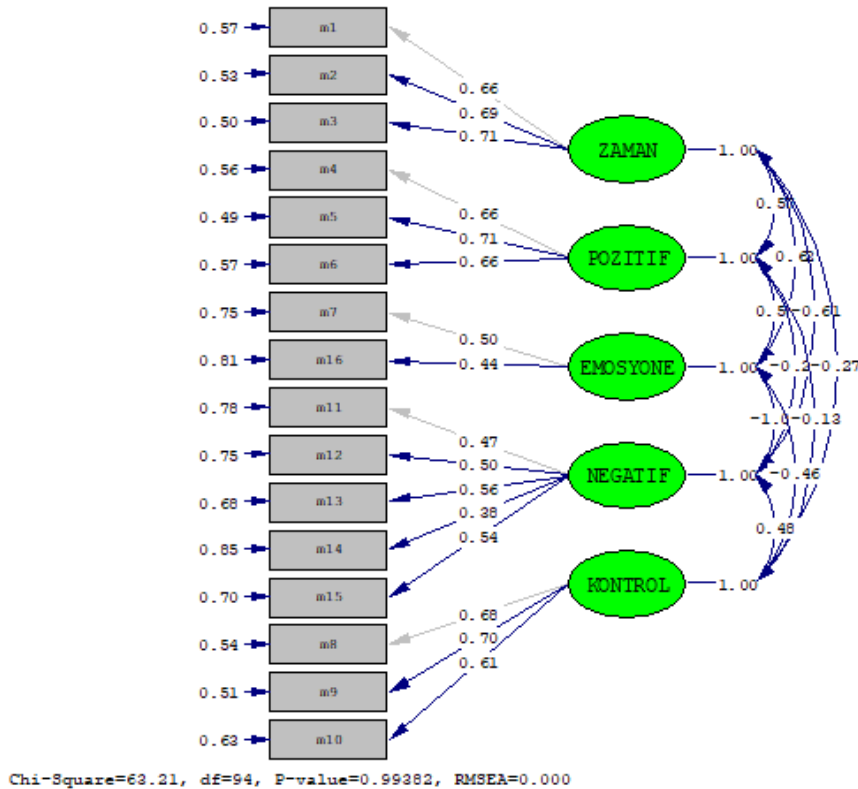 0.57 m1
0.53 m2
0.50 m3
0.56 m4
0.49 m5
0.57 m6
0.75 m7
0.81 m16
0.78 m11
0.75 m12
0.68 m13
0.85 m14
0.70 m15
0.54 m8
0.51 m9
0.63 m10
0.66
0.69
0.71
0.66
0.71
0.66
0.50
0.44
0.47
0.50
0.56
0.38
0.54
0.68
0.70
0.61
ZAMAN 1.00
POZITIF 1.00
EMOSYONE 1.00
NEGATIF 1.00
KONTROL 1.00
0.62
-0.61
-0.27
-0.13
-0.46
0.48
Chi-Square=63.21, df=94, P-value=0.99382, RMSEA=0.000